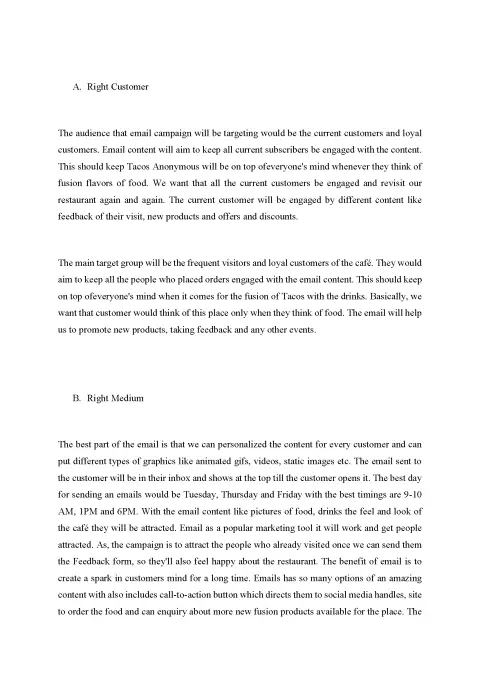 A. Right Customer
The audience that email campaign will be targeting would be the current customers and loyal
customers. Email content will aim to keep all current subscribers be engaged with the content.
This should keep Tacos Anonymous will be on top ofeveryone's mind whenever they think of
fusion flavors of food. We want that all the current customers be engaged and revisit our
restaurant again and again. The current customer will be engaged by different content like
feedback of their visit, new products and offers and discounts.
The main target group will be the frequent visitors and loyal customers of the café. They would
aim to keep all the people who placed orders engaged with the email content. This should keep
on top ofeveryone's mind when it comes for the fusion of Tacos with the drinks. Basically, we
want that customer would think of this place only when they think of food. The email will help
us to promote new products, taking feedback and any other events.
B. Right Medium
The best part of the email is that we can personalized the content for every customer and can
put different types of graphics like animated gifs, videos, static images etc. The email sent to
the customer will be in their inbox and shows at the top till the customer opens it. The best day
for sending an emails would be Tuesday, Thursday and Friday with the best timings are 9-10
AM, 1PM and 6PM. With the email content like pictures of food, drinks the feel and look of
the café they will be attracted. Email as a popular marketing tool it will work and get people
attracted. As, the campaign is to attract the people who already visited once we can send them
the Feedback form, so they'll also feel happy about the restaurant. The benefit of email is to
create a spark in customers mind for a long time. Emails has so many options of an amazing
content with also includes call-to-action button which directs them to social media handles, site
to order the food and can enquiry about more new fusion products available for the place. The